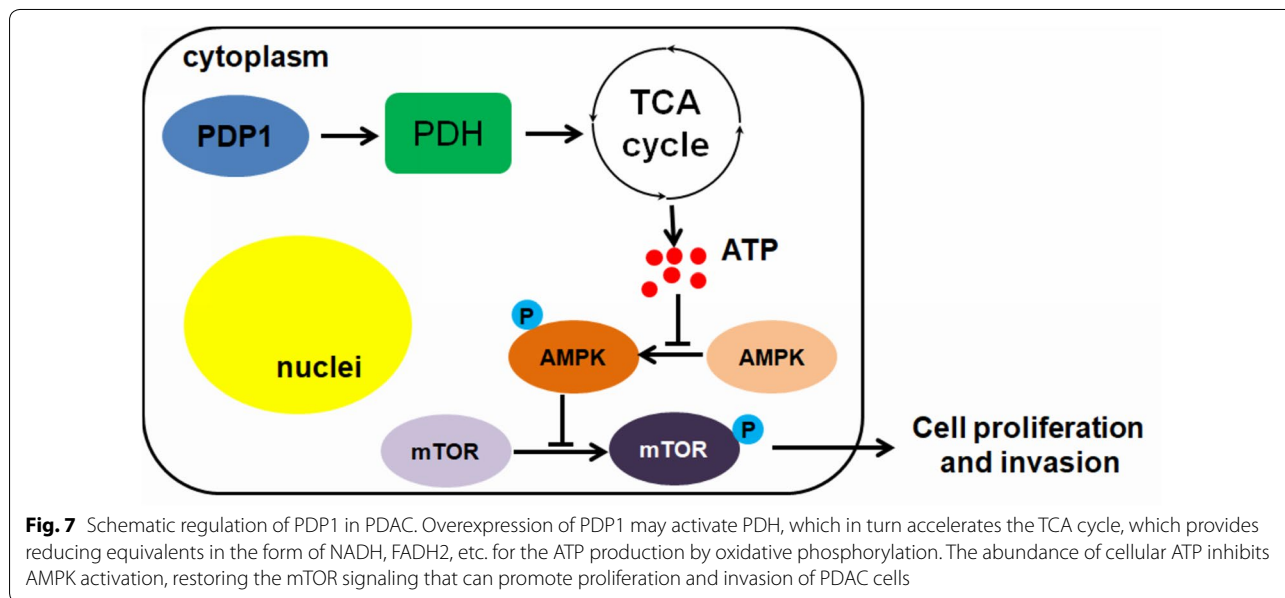 cytoplasm
PDP1
PDH
TCA
cycle
ATP
P
AMPK
AMPK
nuclei
mTOR
mTOR
P
Cell proliferation
and invasion
Fig. 7 Schematic regulation of PDP1 in PDAC. Overexpression of PDP1 may activate PDH, which in turn accelerates the TCA cycle, which provides
reducing equivalents in the form of NADH, FADH2, etc. for the ATP production by oxidative phosphorylation. The abundance of cellular ATP inhibits
AMPK activation, restoring the mTOR signaling that can promote proliferation and invasion of PDAC cells